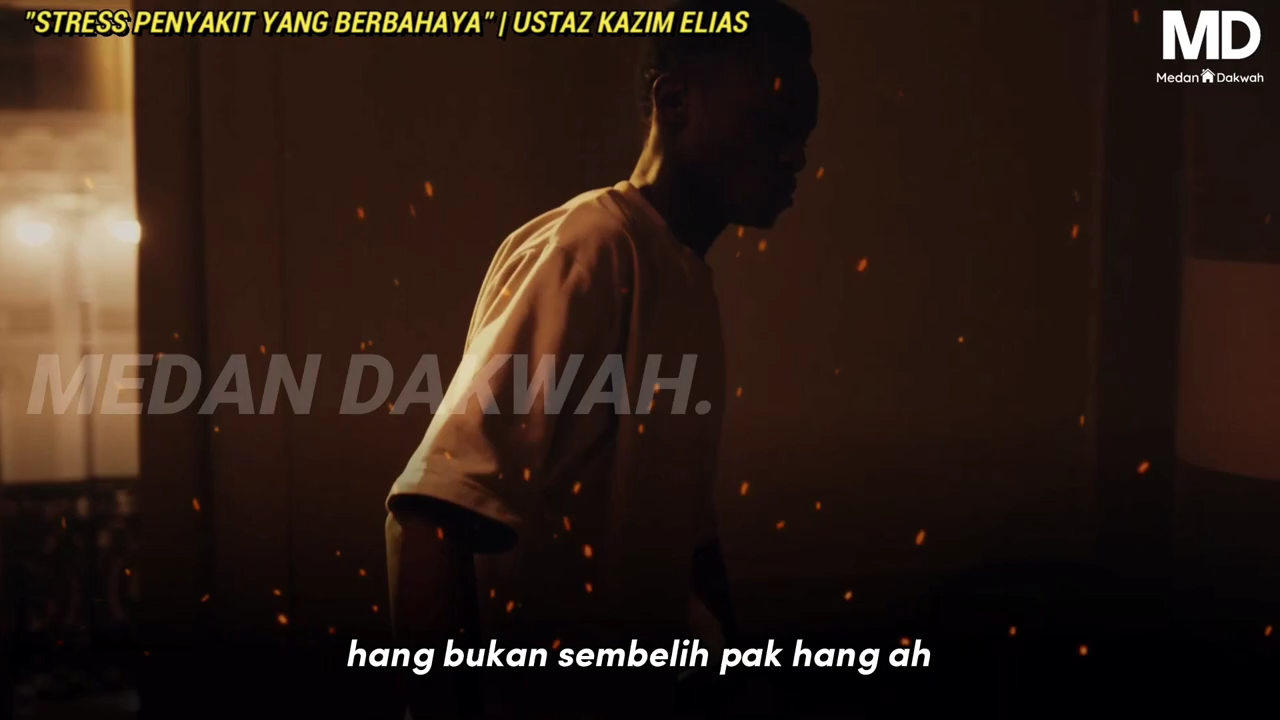 "STRESS PENYAKIT YANG BERBAHAYA" | USTAZ KAZIM ELIAS
MD
Medan Dakwah
MEDAN DAKWAH.
hang bukan sembelih pak hang ah